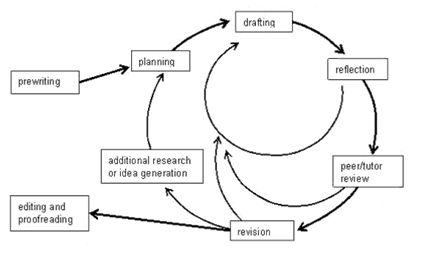 drafting
planning
reflection
prewriting
additional research
or idea generation
peer/tutor
review
editing and
proofreading
revision